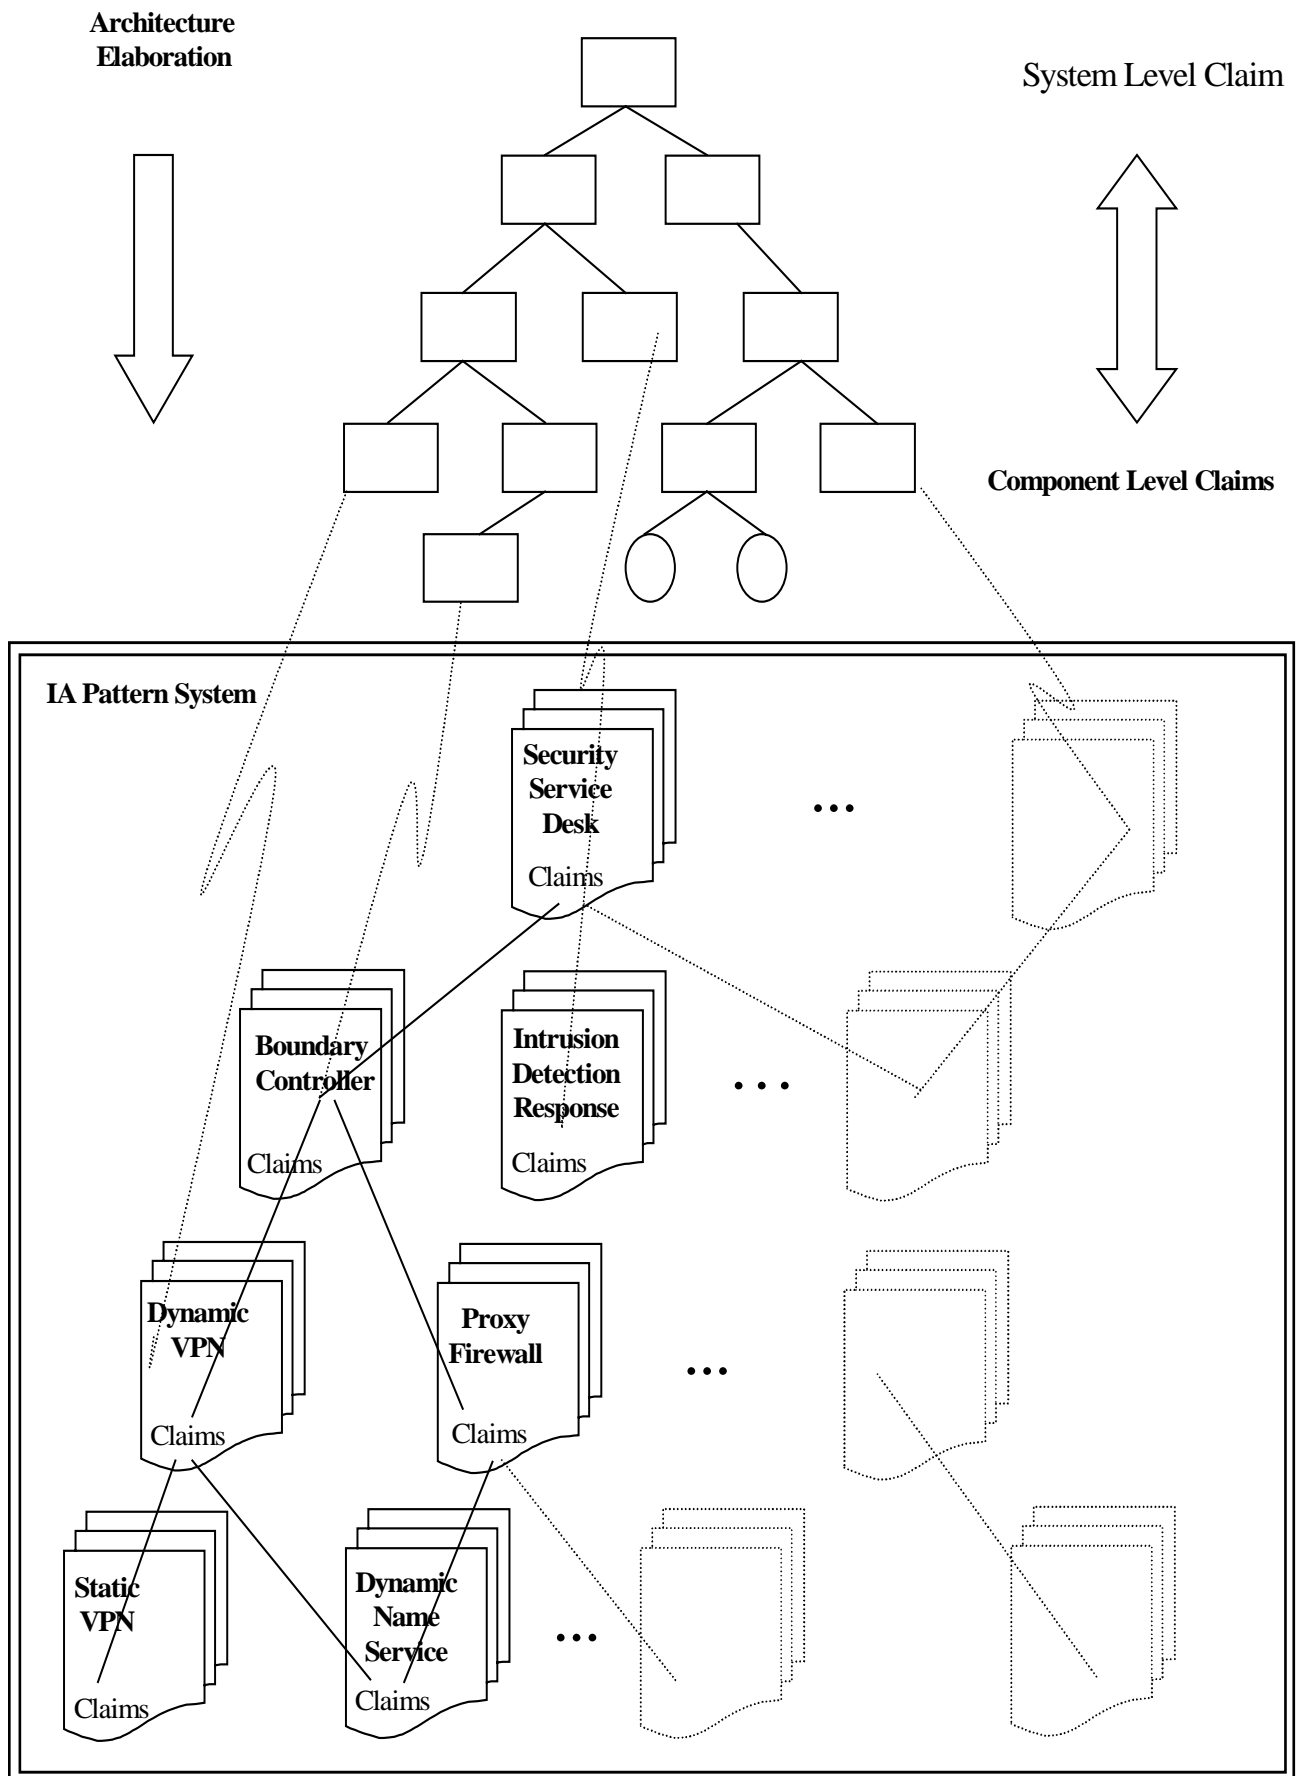 Architecture
Elaboration
System Level Claim
Component Level Claims
IA Pattern System
Security
Service
Desk
Claims
...
Boundary
Controller
Claims
Intrusion
Detection
Response
Claims
...
Dynamic
VPN
Claims
Proxy
Firewall
Claims
...
Static
VPN
Claims
Dynamic
Name
Service
Claims
...